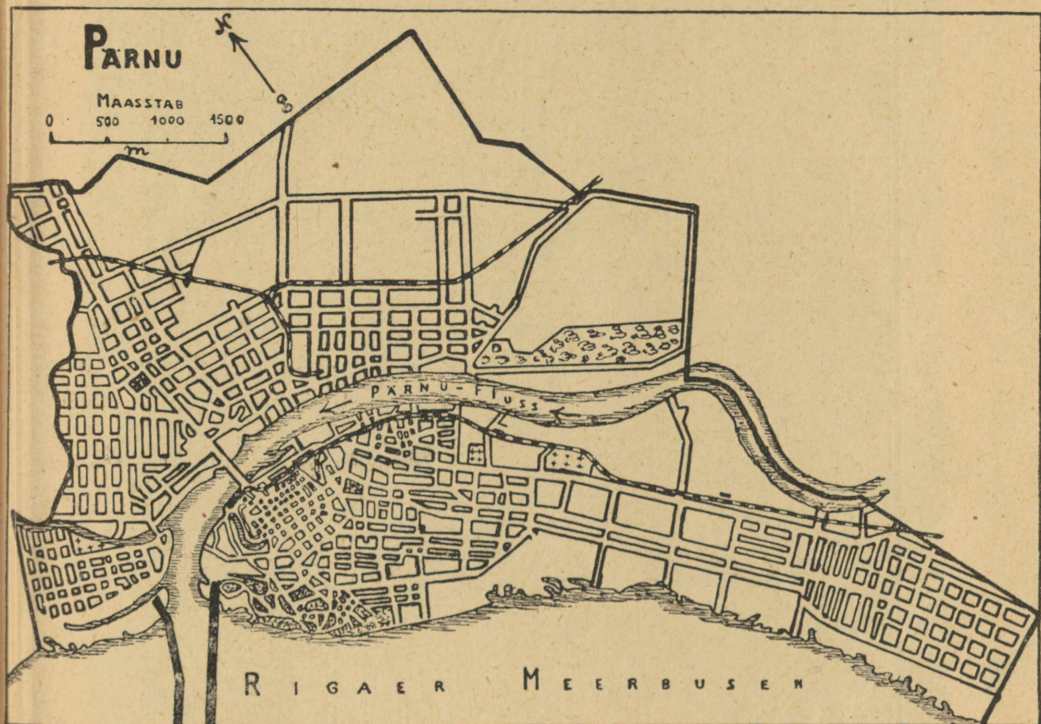 PÄRNU
MAASSTAB
0 500 1000 1500
m
N
S
PÄRNU-FLUSS
RIGAER MEERBUSEN